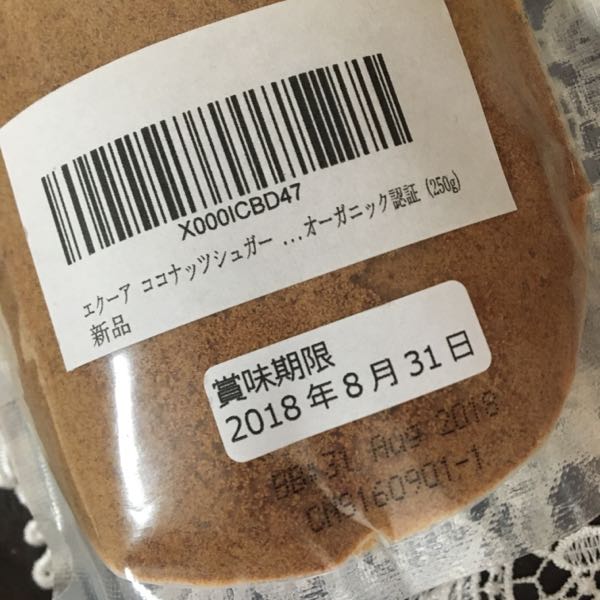 X000ICBD47
エクーア ココナッツシュガー ...オーガニック認証 (250g)
新品
賞味期限
2018年8月31日
BB:31 Aug 2018
CNS160901-1